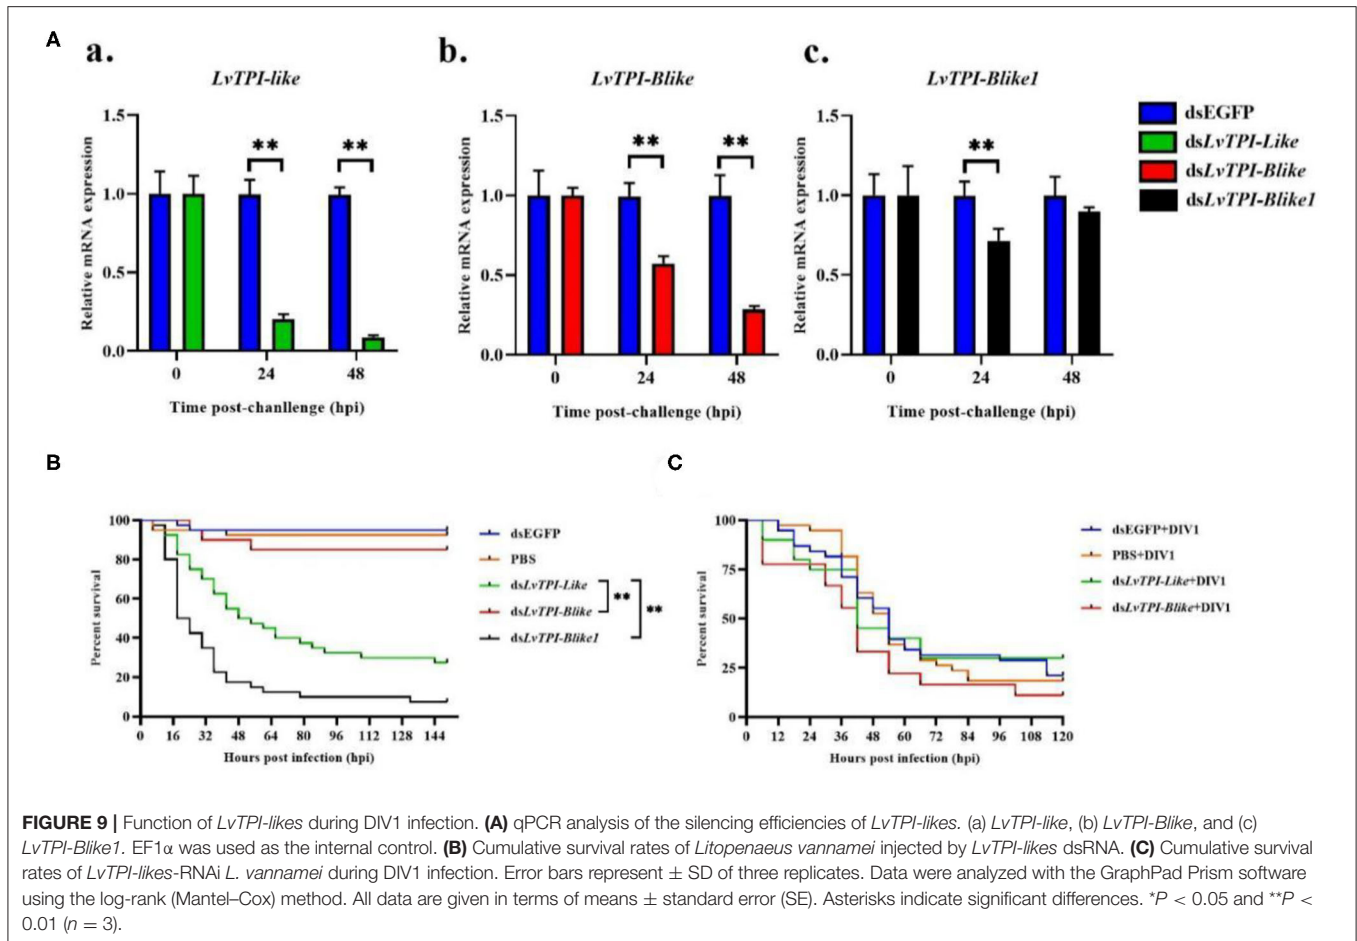 A
a.
LvTPI-like
Relative mRNA expression
1.5
1.0
0.5
0.0
**
**
0
24
48
Time post-chanllenge (hpi)
b.
LvTPI-Blike
Relative mRNA expression
1.5
1.0
0.5
0.0
**
**
0
24
48
Time post-challenge (hpi)
c.
LvTPI-Blike1
Relative mRNA expression
1.5
1.0
0.5
0.0
**
0
24
48
Time post-challenge (hpi)
dsEGFP
dsLvTPI-Like
dsLvTPI-Blike
dsLvTPI-Blike1
B
Percent survival
100
80
60
40
20
0
0 16 32 48 64 80 96 112 128 144
Hours post infection (hpi)
dsEGFP
PBS
dsLvTPI-Like
dsLvTPI-Blike
dsLvTPI-Blike1
**
**
C
Percent survival
100
75
50
25
0
0 12 24 36 48 60 72 84 96 108 120
Hours post infection (hpi)
dsEGFP+DIV1
PBS+DIV1
dsLvTPI-Like+DIV1
dsLvTPI-Blike+DIV1
FIGURE 9 | Function of LvTPI-likes during DIV1 infection. (A) qPCR analysis of the silencing efficiencies of LvTPI-likes. (a) LvTPI-like, (b) LvTPI-Blike, and (c)
LvTPI-Blike1. EF1α was used as the internal control. (B) Cumulative survival rates of Litopenaeus vannamei injected by LvTPI-likes dsRNA. (C) Cumulative survival
rates of LvTPI-likes-RNAi L. vannamei during DIV1 infection. Error bars represent ± SD of three replicates. Data were analyzed with the GraphPad Prism software
using the log-rank (Mantel–Cox) method. All data are given in terms of means ± standard error (SE). Asterisks indicate significant differences. *P < 0.05 and **P <
0.01 (n = 3).